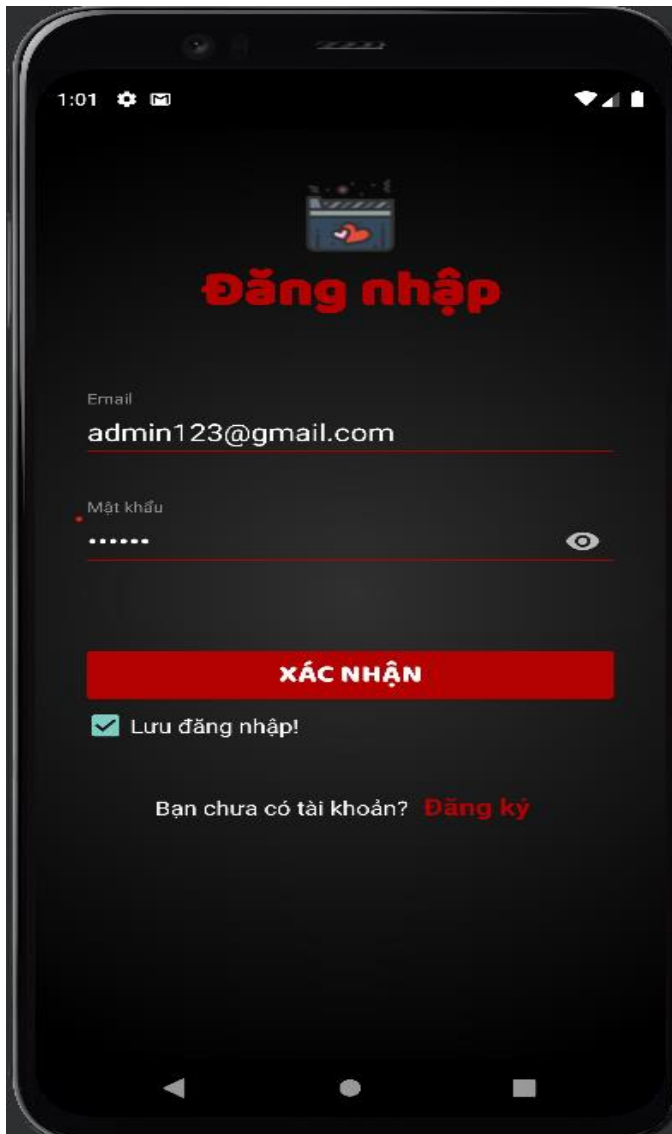 1:01
Đăng nhập
Email
admin123@gmail.com
Mật khẩu
••••••
XÁC NHẬN
Lưu đăng nhập!
Bạn chưa có tài khoản? Đăng ký